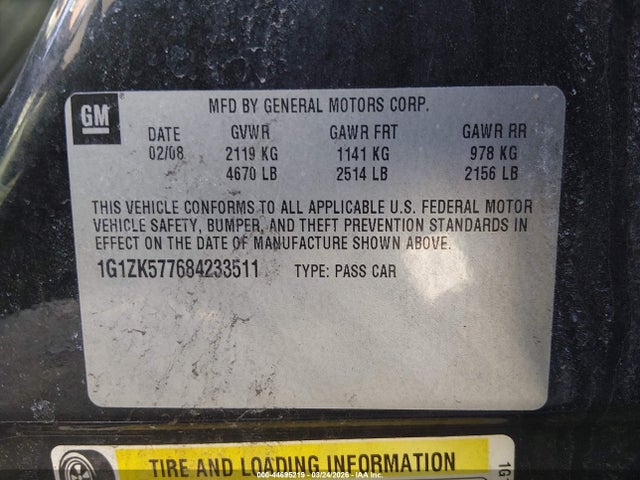 GM
MFD BY GENERAL MOTORS CORP.
DATE GVWR GAWR FRT GAWR RR
02/08 2119 KG 1141 KG 978 KG
4670 LB 2514 LB 2156 LB
THIS VEHICLE CONFORMS TO ALL APPLICABLE U.S. FEDERAL MOTOR
VEHICLE SAFETY, BUMPER, AND THEFT PREVENTION STANDARDS IN
EFFECT ON THE DATE OF MANUFACTURE SHOWN ABOVE.
1G1ZK577684233511 TYPE: PASS CAR
TIRE AND LOADING INFORMATION
1G
000-44695219 - 03/24/2026 - IAA Inc.